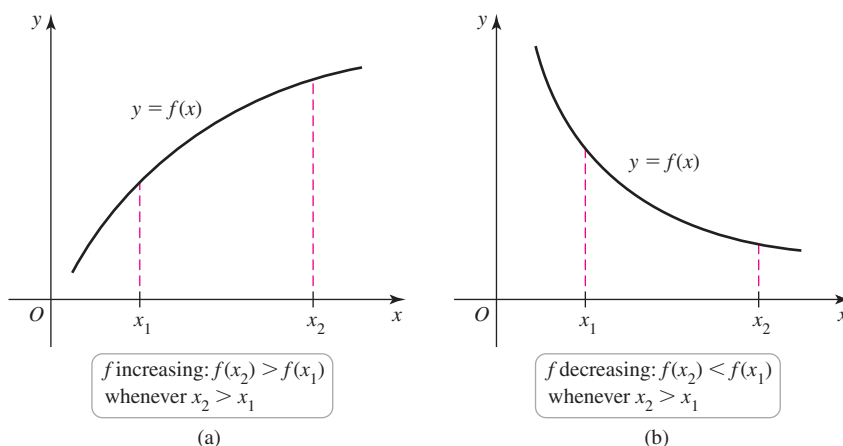 y
y = f(x)
O
x₁
x₂
x
f increasing: f(x₂) > f(x₁)
whenever x₂ > x₁
(a)
y
y = f(x)
O
x₁
x₂
x
f decreasing: f(x₂) < f(x₁)
whenever x₂ > x₁
(b)